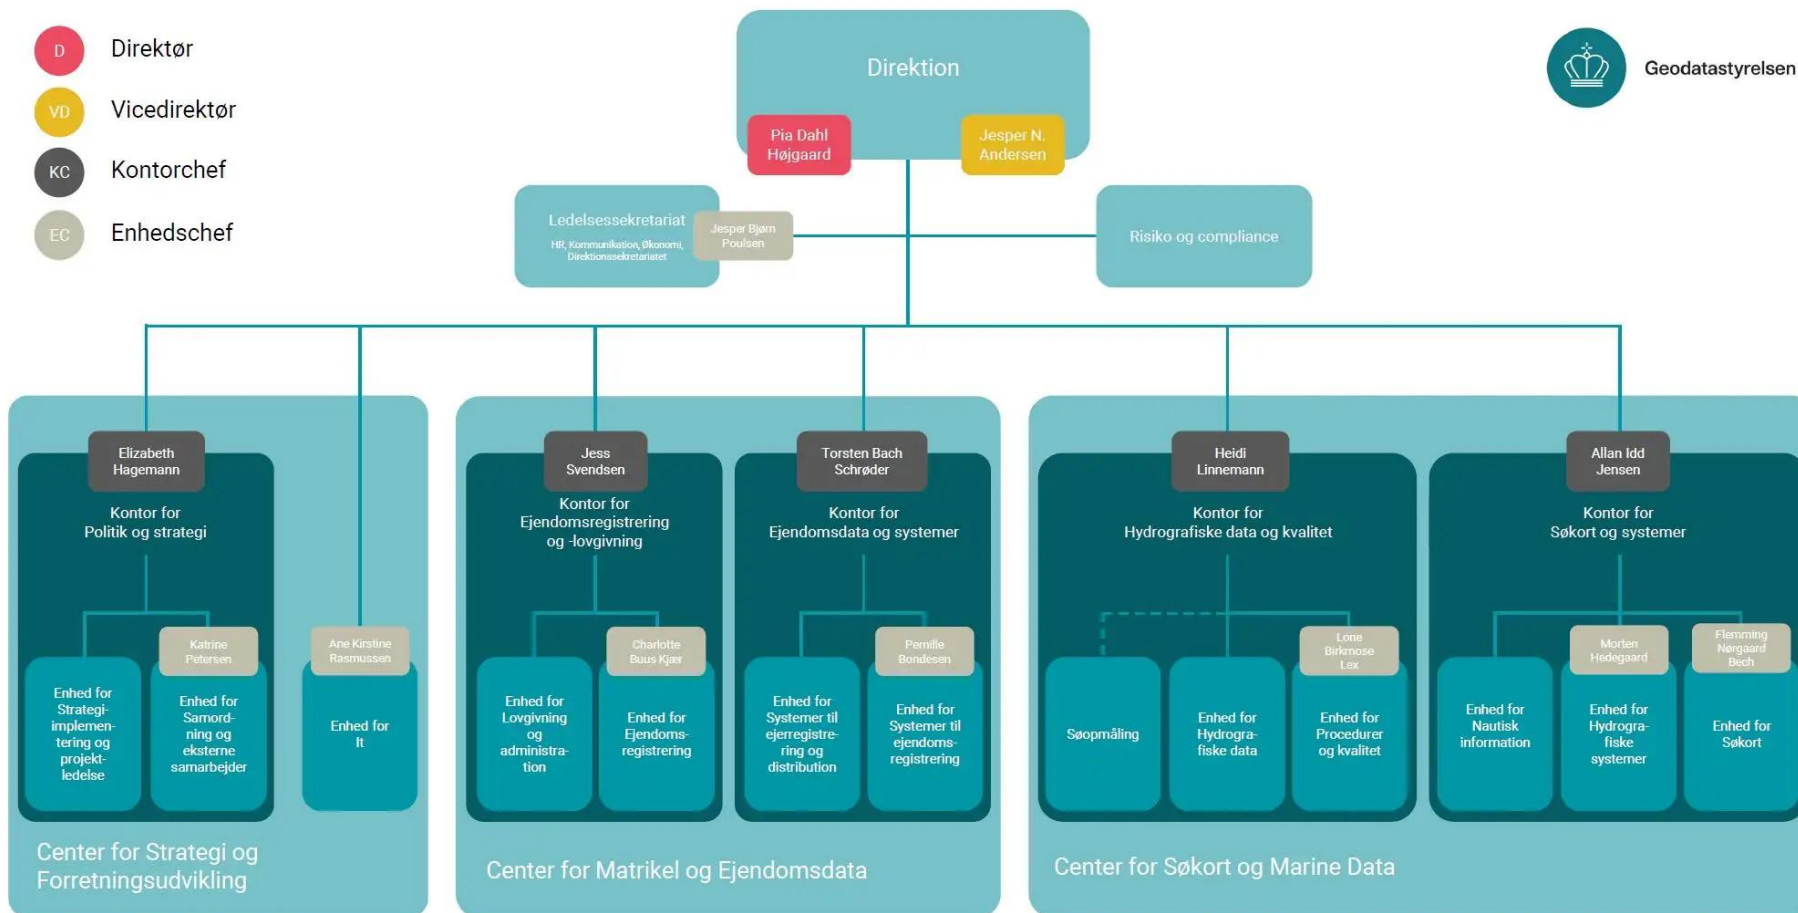 D
Direktør
VD
Vicedirektør
KC
Kontorchef
EC
Enhedschef
Direktion
Pia Dahl
Højgaard
Jesper N.
Andersen
Geodatastyrelsen
Ledelsessekretariat
HR, Kommunikation, Økonomi,
Direktionssekretariatet
Jesper Bjørn
Poulsen
Risiko og compliance
Elizabeth
Hagemann
Kontor for
Politik og strategi
Enhed for
Strategi-
implemen-
tering og
projekt-
ledelse
Katrine
Petersen
Enhed for
Samord-
ning og
eksterne
samarbejder
Ane Kirstine
Rasmussen
Enhed for
It
Center for Strategi og
Forretningsudvikling
Jess
Svendsen
Kontor for
Ejendomsregistrering
og -lovgivning
Enhed for
Lovgivning
og
administra-
tion
Charlotte
Buus Kjær
Enhed for
Ejendoms-
registrering
Torsten Bach
Schrøder
Kontor for
Ejendomsdata og systemer
Enhed for
Systemer til
ejerregistre-
ring og
distribution
Pernille
Bondesen
Enhed for
Systemer til
ejendoms-
registrering
Center for Matrikel og Ejendomsdata
Heidi
Linnemann
Kontor for
Hydrografiske data og kvalitet
Søopmåling
Enhed for
Hydrogra-
fiske data
Lone
Birkmose
Lex
Enhed for
Procedurer
og kvalitet
Allan Idd
Jensen
Kontor for
Søkort og systemer
Enhed for
Nautisk
information
Morten
Hedegaard
Enhed for
Hydrogra-
fiske
systemer
Flemming
Nørgaard
Bech
Enhed for
Søkort
Center for Søkort og Marine Data